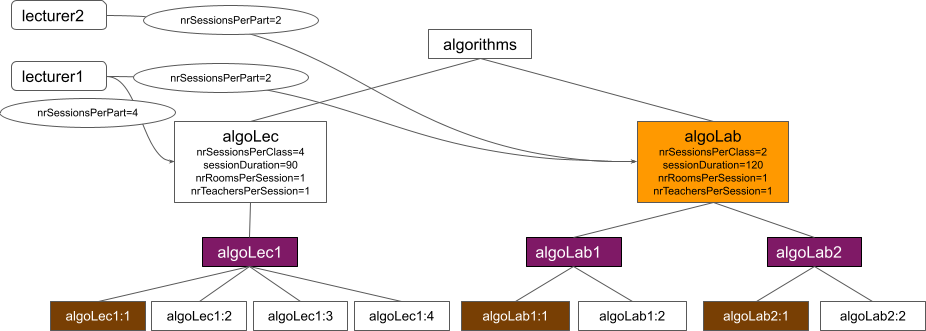 lecturer2
nrSessionsPerPart=2
algorithms
lecturer1
nrSessionsPerPart=2
nrSessionsPerPart=4
algoLec
nrSessionsPerClass=4
sessionDuration=90
nrRoomsPerSession=1
nrTeachersPerSession=1
algoLab
nrSessionsPerClass=2
sessionDuration=120
nrRoomsPerSession=1
nrTeachersPerSession=1
algoLec1
algoLab1
algoLab2
algoLec1:1
algoLec1:2
algoLec1:3
algoLec1:4
algoLab1:1
algoLab1:2
algoLab2:1
algoLab2:2